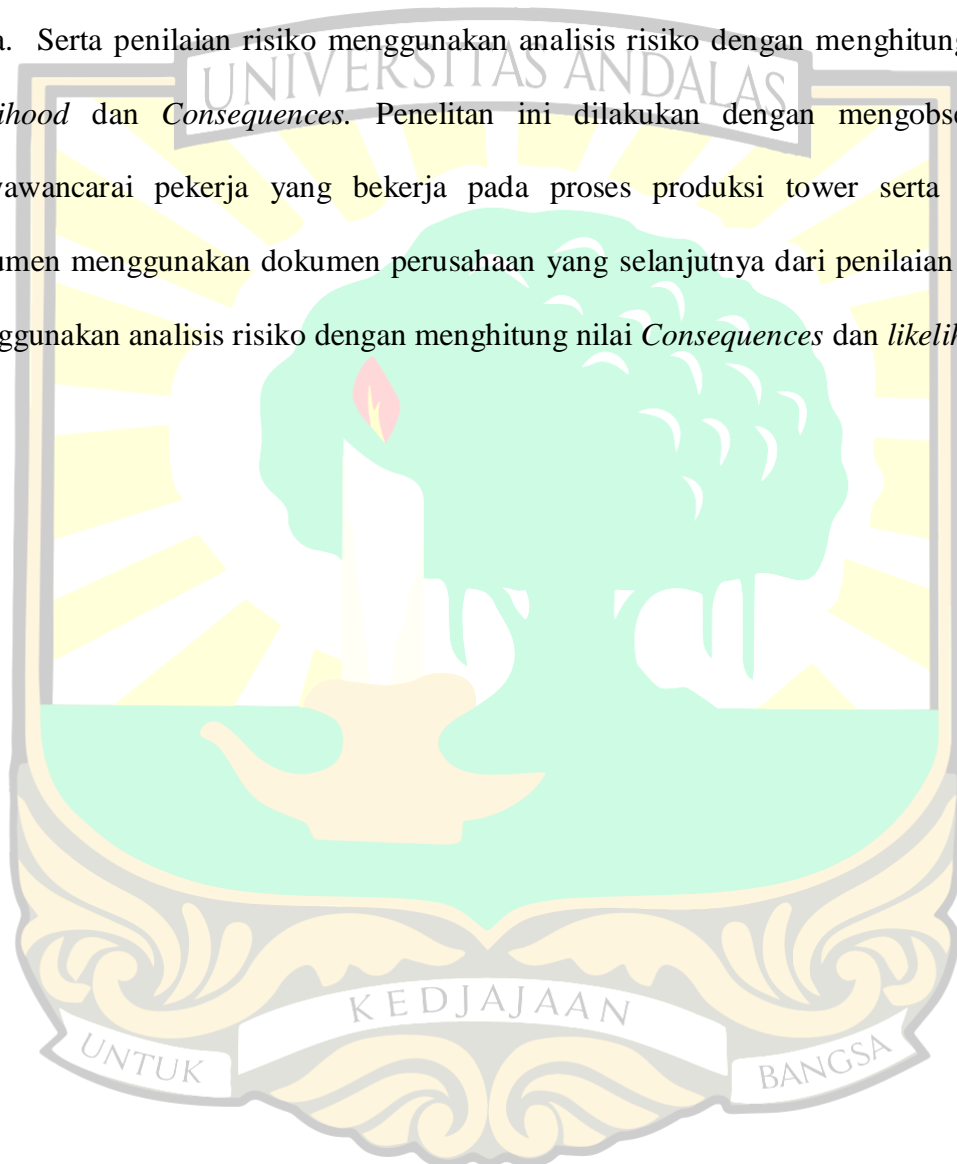 a. Serta penilaian risiko menggunakan analisis risiko dengan menghitung
ihood dan Consequences. Penelitan ini dilakukan dengan mengobse
awancarai pekerja yang bekerja pada proses produksi tower serta
umen menggunakan dokumen perusahaan yang selanjutnya dari penilaian
ggunakan analisis risiko dengan menghitung nilai Consequences dan likelih
UNIVERSITAS ANDALAS
KEDJAJAAN
UNTUK
BANGSA